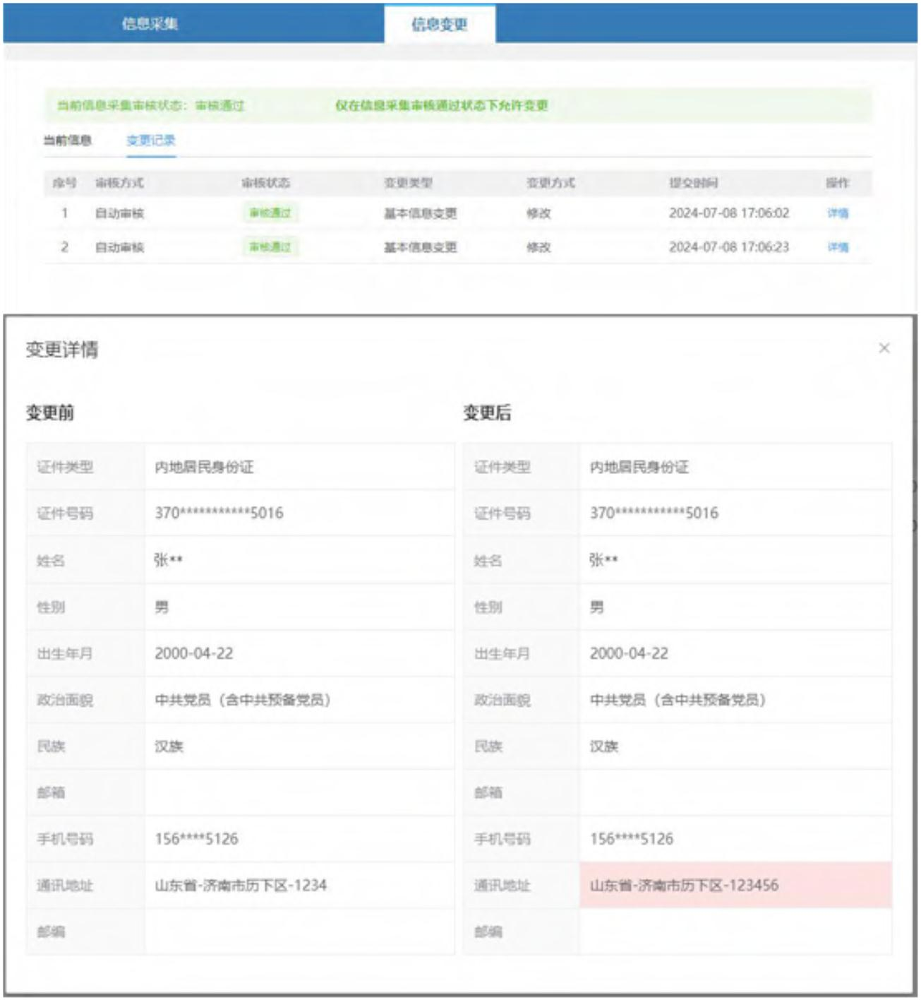 信息采集 信息变更
当前信息采集审核状态：审核通过 仅在信息采集审核通过状态下允许变更
当前信息 变更记录
序号 审核方式 审核状态 变更类型 变更方式 提交时间 操作
1 自动审核 审核通过 基本信息变更 修改 2024-07-08 17:06:02 详情
2 自动审核 审核通过 基本信息变更 修改 2024-07-08 17:06:23 详情
变更详情 ×
变更前 变更后
证件类型 内地居民身份证 证件类型 内地居民身份证
证件号码 370***********5016 证件号码 370***********5016
姓名 张** 姓名 张**
性别 男 性别 男
出生年月 2000-04-22 出生年月 2000-04-22
政治面貌 中共党员（含中共预备党员） 政治面貌 中共党员（含中共预备党员）
民族 汉族 民族 汉族
邮箱 邮箱
手机号码 156****5126 手机号码 156****5126
通讯地址 山东省-济南市历下区-1234 通讯地址 山东省-济南市历下区-123456
邮编 邮编